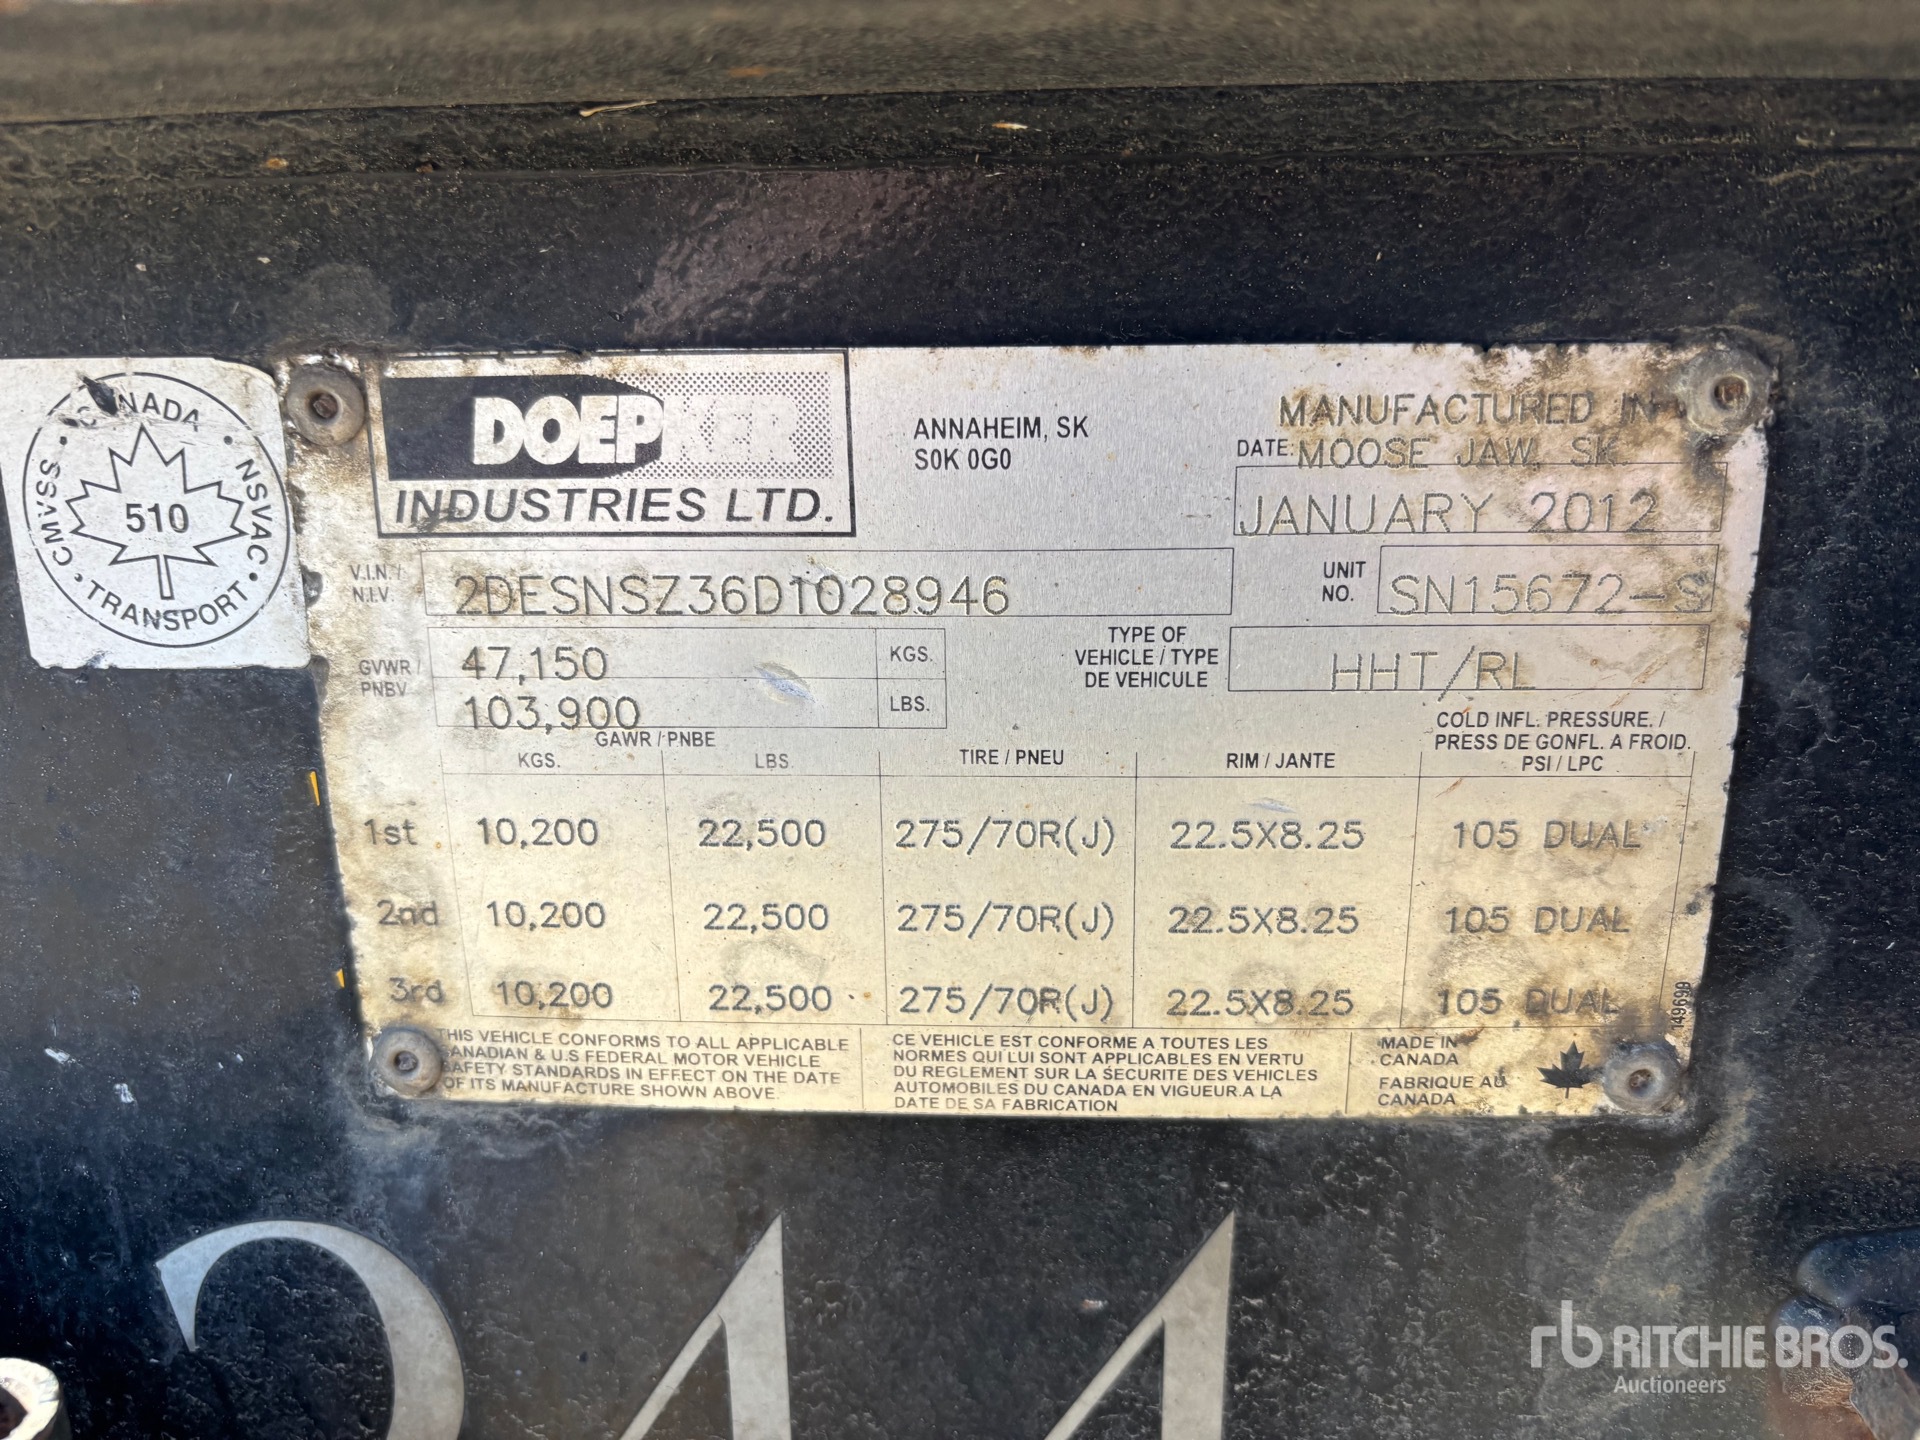 CANADA
NSVAC • SSAMC
510
• TRANSPORT •
DOEPKER
INDUSTRIES LTD.
ANNAHEIM, SK
S0K 0G0
MANUFACTURED IN
DATE: MOOSE JAW, SK.
JANUARY 2012
V.I.N. /
N.I.V.
2DESNSZ36D1028946
UNIT
NO.
SN15672-S
GVWR /
PNBV
47,150 KGS.
103,900 LBS.
TYPE OF
VEHICLE / TYPE
DE VEHICULE
HHT/RL
GAWR / PNBE
KGS. LBS. TIRE / PNEU RIM / JANTE
COLD INFL. PRESSURE. /
PRESS DE GONFL. A FROID.
PSI / LPC
1st 10,200 22,500 275/70R(J) 22.5X8.25 105 DUAL
2nd 10,200 22,500 275/70R(J) 22.5X8.25 105 DUAL
3rd 10,200 22,500 275/70R(J) 22.5X8.25 105 DUAL
149690
THIS VEHICLE CONFORMS TO ALL APPLICABLE
CANADIAN & U.S FEDERAL MOTOR VEHICLE
SAFETY STANDARDS IN EFFECT ON THE DATE
OF ITS MANUFACTURE SHOWN ABOVE.
CE VEHICLE EST CONFORME A TOUTES LES
NORMES QUI LUI SONT APPLICABLES EN VERTU
DU REGLEMENT SUR LA SECURITE DES VEHICLES
AUTOMOBILES DU CANADA EN VIGUEUR A LA
DATE DE SA FABRICATION
MADE IN
CANADA
FABRIQUE AU
CANADA
244
rb RITCHIE BROS.
Auctioneers